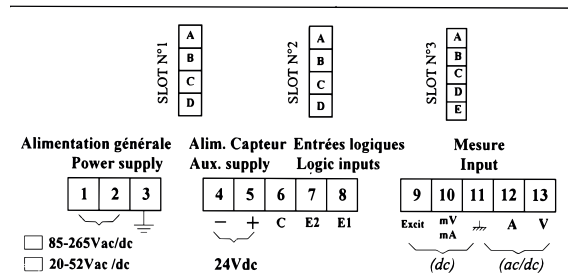 SLOT N°1
A
B
C
D
SLOT N°2
A
B
C
D
SLOT N°3
A
B
C
D
E
Alimentation générale
Power supply
Alim. Capteur
Aux. supply
Entrées logiques
Logic inputs
Mesure
Input
1 2 3
4 5 6 7 8
9 10 11 12 13
− + C E2 E1
Excit mV mA A V
85-265Vac/dc
20-52Vac /dc
24Vdc
(dc) (ac/dc)